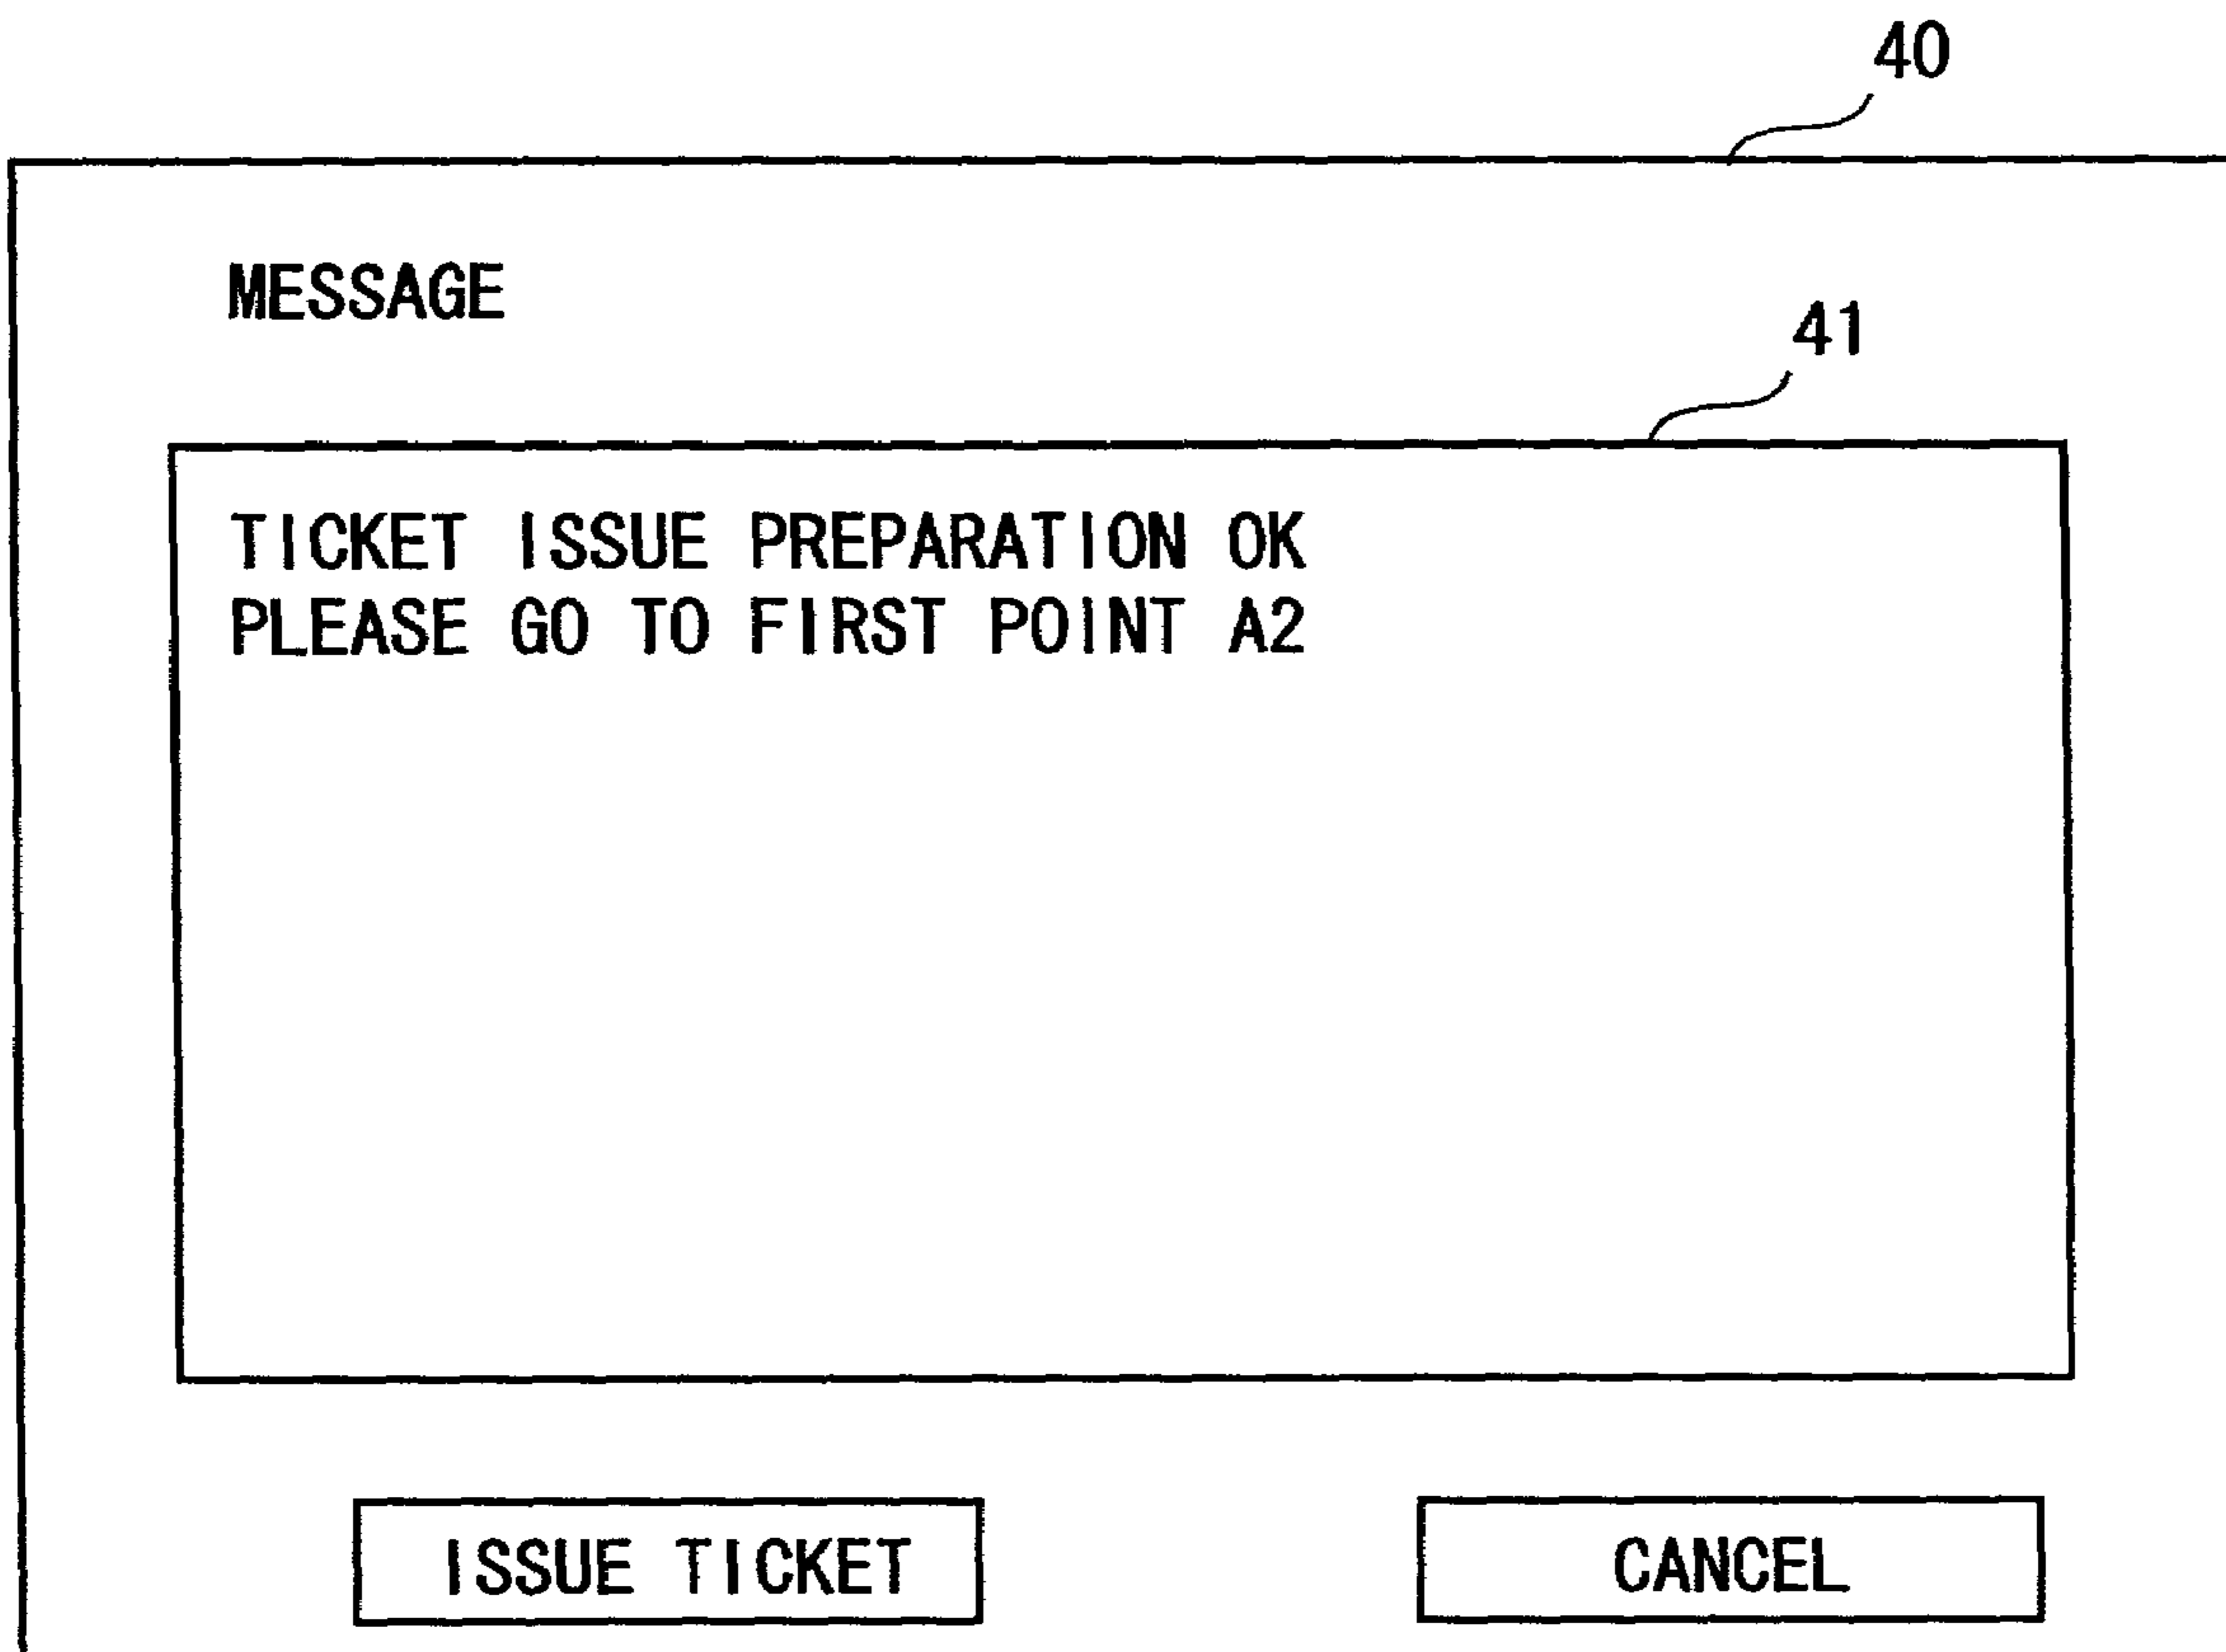 40
MESSAGE
41
TICKET ISSUE PREPARATION OK
PLEASE GO TO FIRST POINT A2
ISSUE TICKET
CANCEL